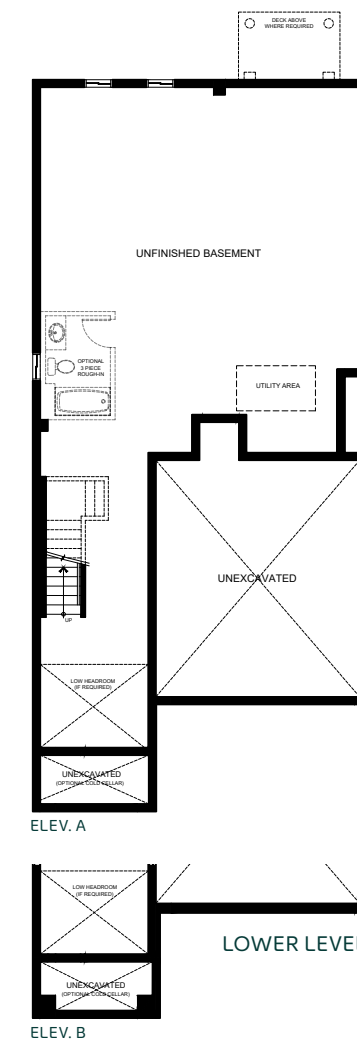 DECK ABOVE
WHERE REQUIRED
UNFINISHED BASEMENT
OPTIONAL
3 PIECE
ROUGH-IN
UTILITY AREA
UNEXCAVATED
UP
LOW HEADROOM
(IF REQUIRED)
UNEXCAVATED
(OPTIONAL COLD CELLAR)
ELEV. A
LOW HEADROOM
(IF REQUIRED)
LOWER LEVEL
UNEXCAVATED
(OPTIONAL COLD CELLAR)
ELEV. B